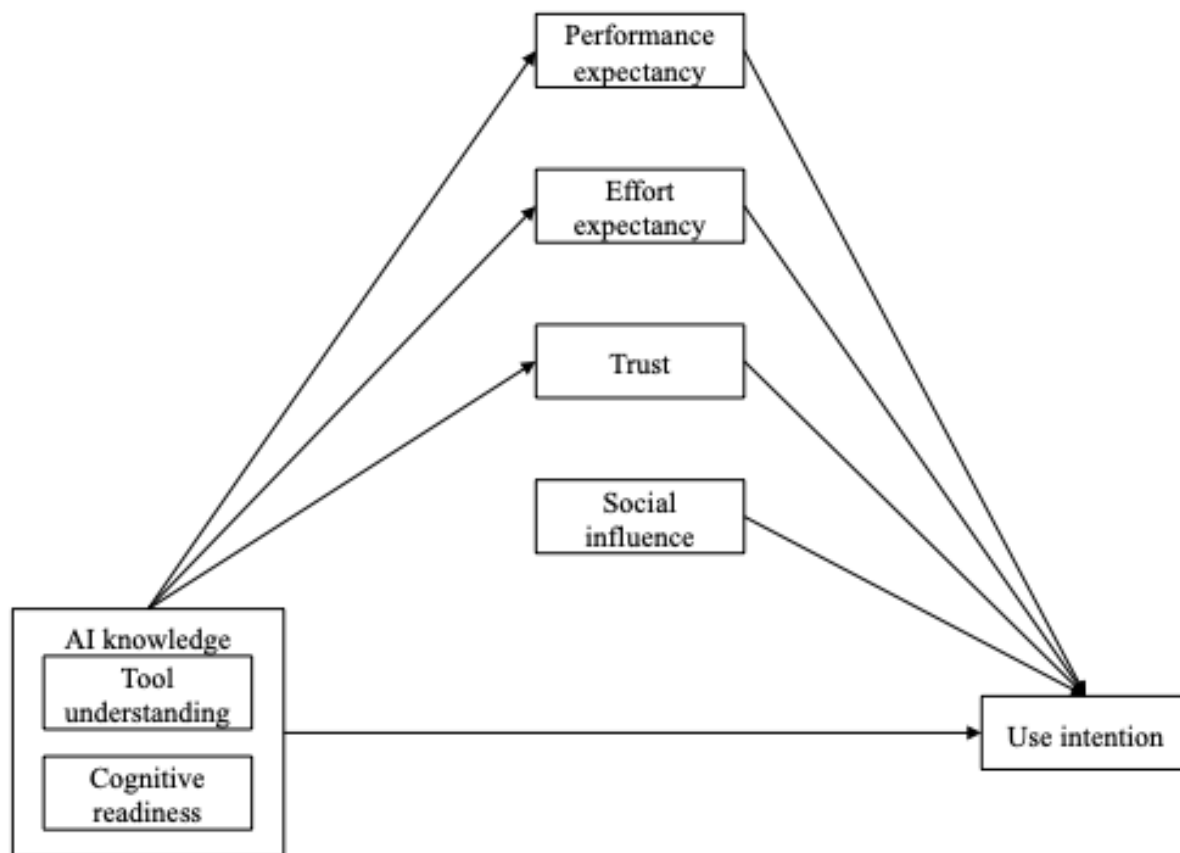 Performance
expectancy
Effort
expectancy
Trust
Social
influence
AI knowledge
Tool
understanding
Cognitive
readiness
Use intention